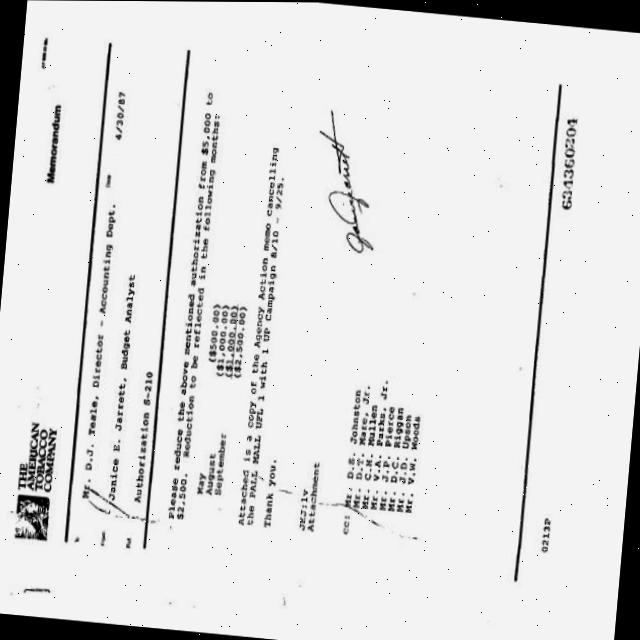 THE
AMERICAN
TOBACCO
COMPANY
Memorandum
To Mr. D.J. Teale, Director - Accounting Dept.
Date 4/30/87
From Janice E. Jarrett, Budget Analyst
Authorization S-210
Please reduce the above mentioned authorization from $5,000 to
$2,500. Reduction to be reflected in the following months:
May ($500.00)
August ($1,000.00)
September ($1,000.00)
($2,500.00)
Attached is a copy of the Agency Action memo cancelling
the PALL MALL UFL 1 with 1 UP Campaign 8/10 - 9/25.
Thank you.
JEJ:lv
Attachment
cc: Mr. D.S. Johnston
Mr. D.T.
Mr. C.H. Mullen
Mr. V.A. Parks, Jr.
Mr. J.P. Pierce
Mr. D.C. Riggan
Mr. J.D. Upson
Mr. V.W. Woods
0213P
634360204